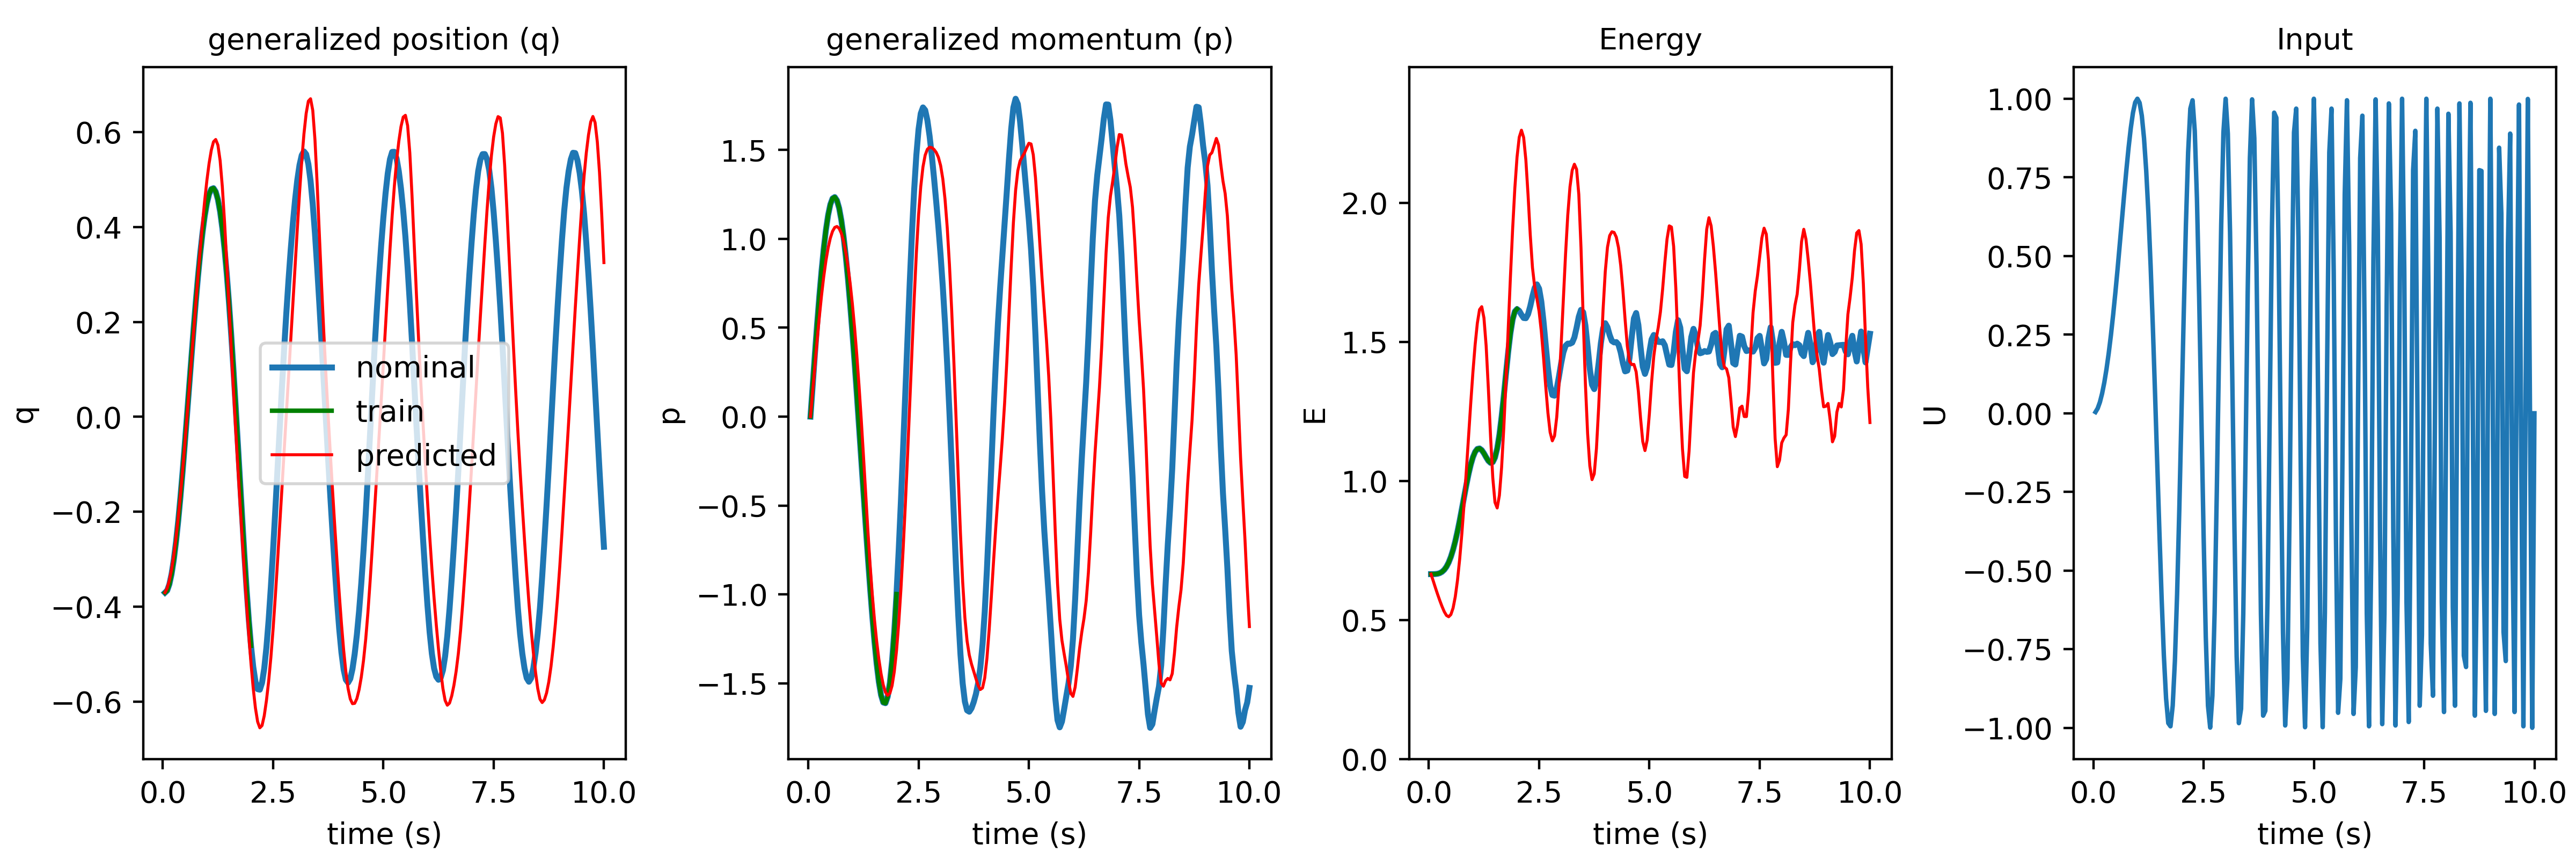 generalized position (q)
q
0.6
0.4
0.2
0.0
−0.2
−0.4
−0.6
nominal
train
predicted
0.0 2.5 5.0 7.5 10.0
time (s)
generalized momentum (p)
p
1.5
1.0
0.5
0.0
−0.5
−1.0
−1.5
0.0 2.5 5.0 7.5 10.0
time (s)
Energy
E
2.0
1.5
1.0
0.5
0.0
0.0 2.5 5.0 7.5 10.0
time (s)
Input
U
1.00
0.75
0.50
0.25
0.00
−0.25
−0.50
−0.75
−1.00
0.0 2.5 5.0 7.5 10.0
time (s)